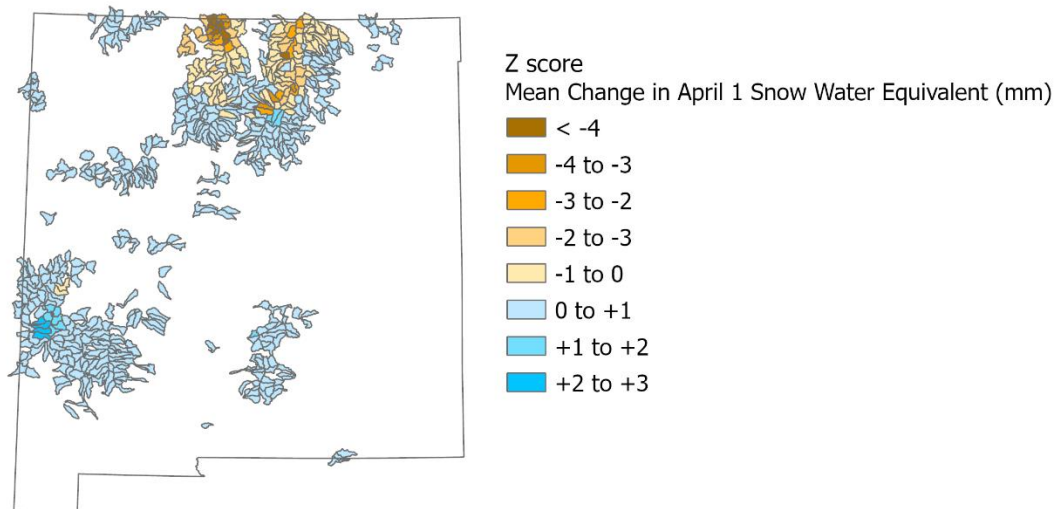 Z score
Mean Change in April 1 Snow Water Equivalent (mm)
< -4
-4 to -3
-3 to -2
-2 to -3
-1 to 0
0 to +1
+1 to +2
+2 to +3